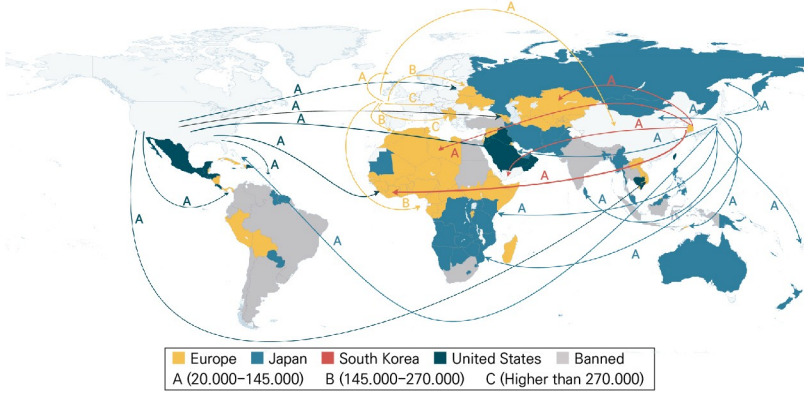 A
A
B
A
A
C
A
B
C
A
A
A
A
A
B
A
A
A
A
A
A
A
Europe Japan South Korea United States Banned
A (20.000–145.000) B (145.000–270.000) C (Higher than 270.000)